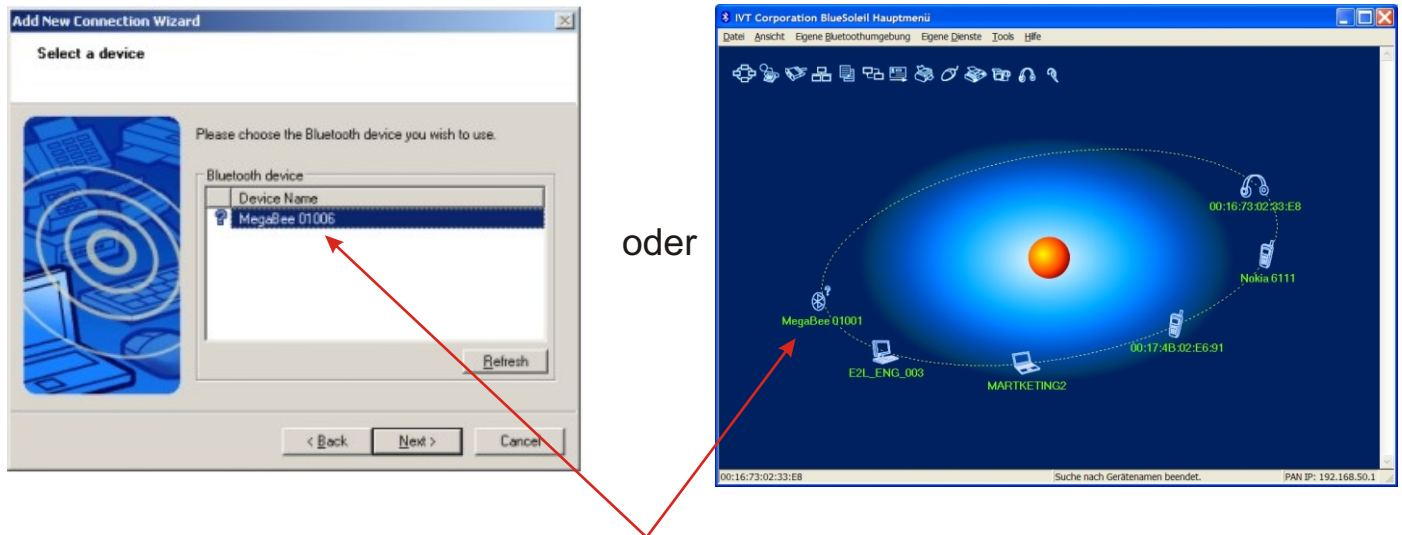 Add New Connection Wizard
Select a device
Please choose the Bluetooth device you wish to use.
Bluetooth device
Device Name
MegaBee 01006
Refresh
< Back Next > Cancel
oder
IVT Corporation BlueSoleil Hauptmenü
Datei Ansicht Eigene Bluetoothumgebung Eigene Dienste Tools Hilfe
00:16:73:02:33:E8
Nokia 6111
MegaBee 01001
00:17:4B:02:E6:91
E2L_ENG_003
MARTKETING2
00:16:73:02:33:E8 Suche nach Gerätenamen beendet. PAN IP: 192.168.50.1